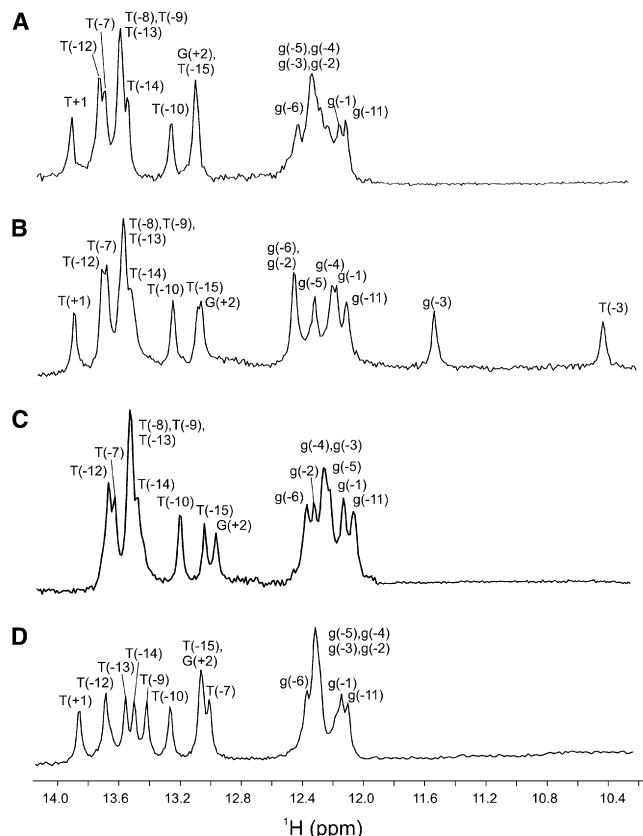 A
T(-7)
T(-8),T(-9)
T(-13)
T(-12)
G(+2),
T(-15)
g(-5),g(-4)
g(-3),g(-2)
T+1
T(-14)
T(-10)
g(-6)
g(-1)
g(-11)
B
T(-8),T(-9),
T(-13)
T(-7)
T(-12)
T(-14)
T(+1)
T(-10)
T(-15)
G(+2)
g(-6),
g(-2)
g(-5)
g(-4)
g(-1)
g(-11)
g(-3)
T(-3)
C
T(-8),T(-9),
T(-13)
T(-7)
T(-12)
T(-14)
T(-10)
T(-15)
G(+2)
g(-4),g(-3)
g(-2)
g(-5)
g(-6)
g(-1)
g(-11)
D
T(-14)
T(-13)
T(-12)
T(-9)
T(+1)
T(-10)
T(-15),
G(+2)
T(-7)
g(-5),g(-4)
g(-3),g(-2)
g(-6)
g(-1)
g(-11)
14.0 13.6 13.2 12.8 12.4 12.0 11.6 11.2 10.8 10.4
¹H (ppm)